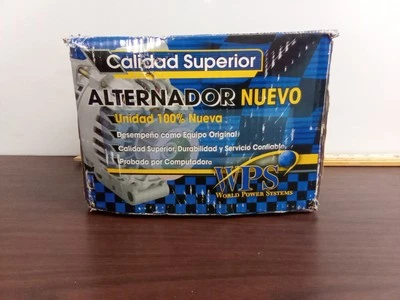 Calidad Superior
ALTERNADOR NUEVO
Unidad 100% Nueva
Desempeño como Equipo Original
Calidad Superior, Durabilidad y Servicio Confiable
Probado por Computadora
WPS
WORLD POWER SYSTEMS